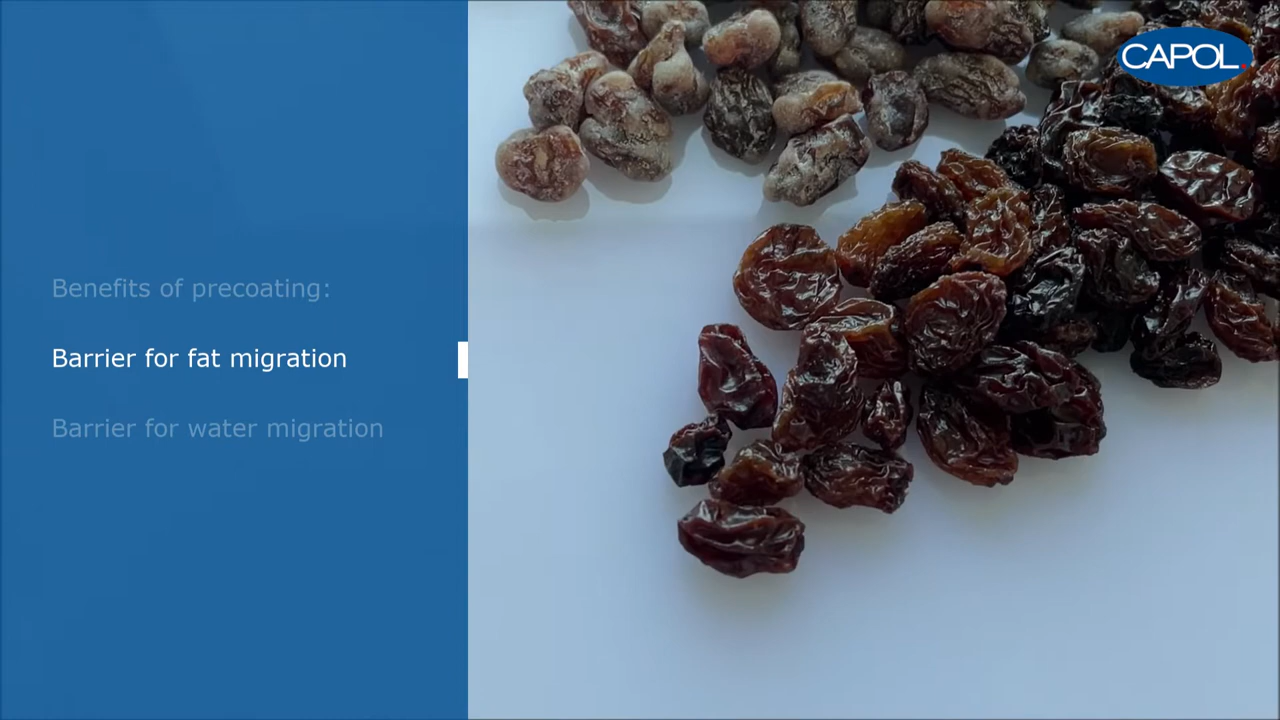 CAPOL.
Benefits of precoating:
Barrier for fat migration
Barrier for water migration